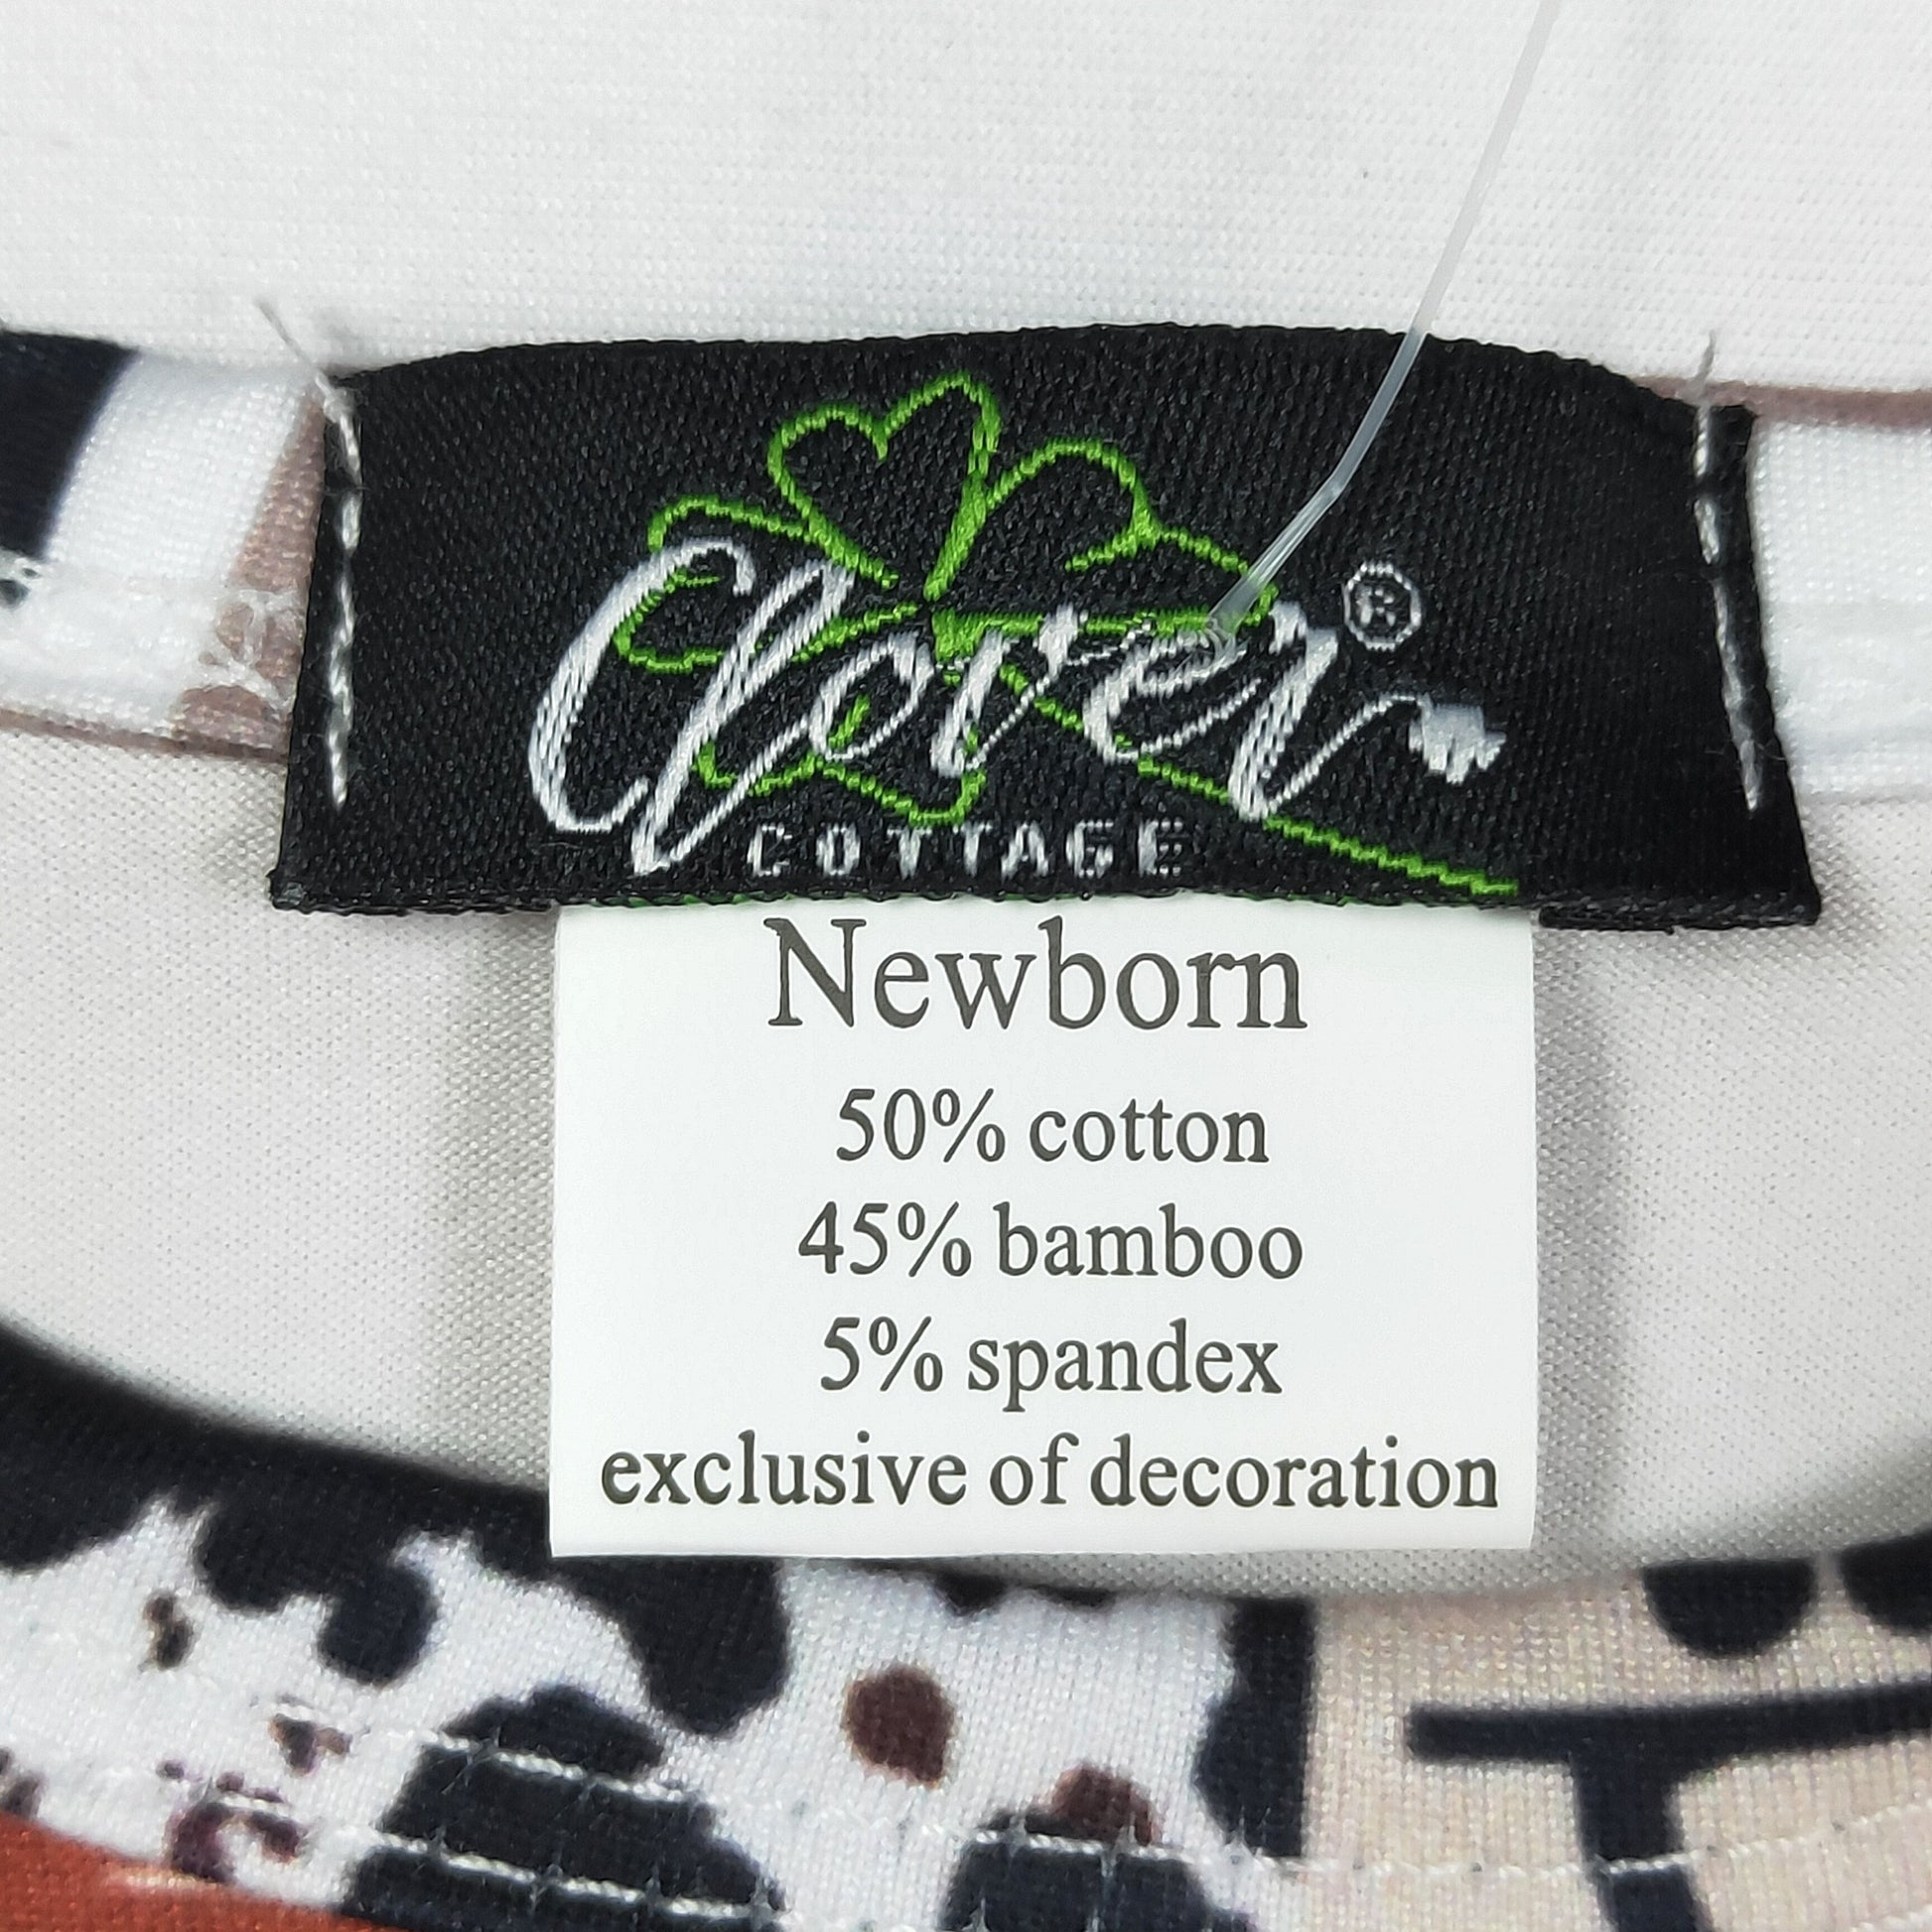 Clover®
COTTAGE
Newborn
50% cotton
45% bamboo
5% spandex
exclusive of decoration